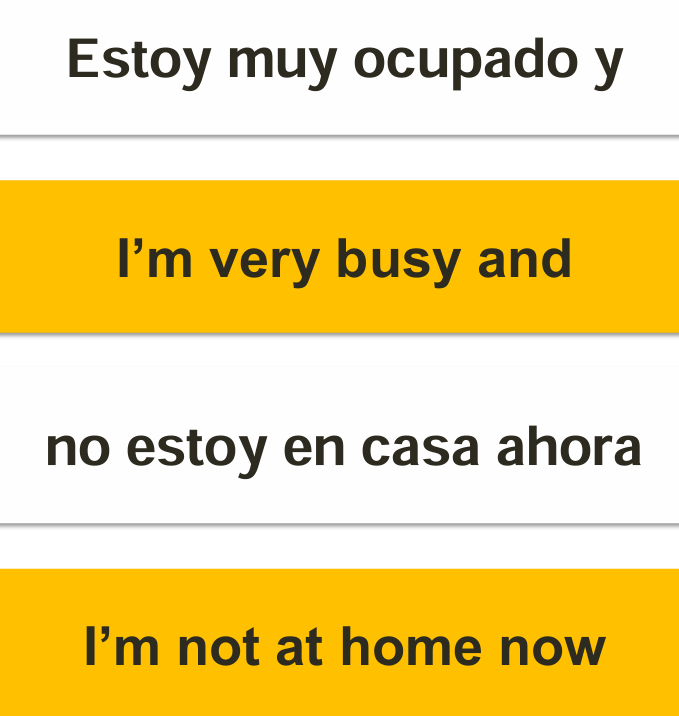 Estoy muy ocupado y
I’m very busy and
no estoy en casa ahora
I’m not at home now